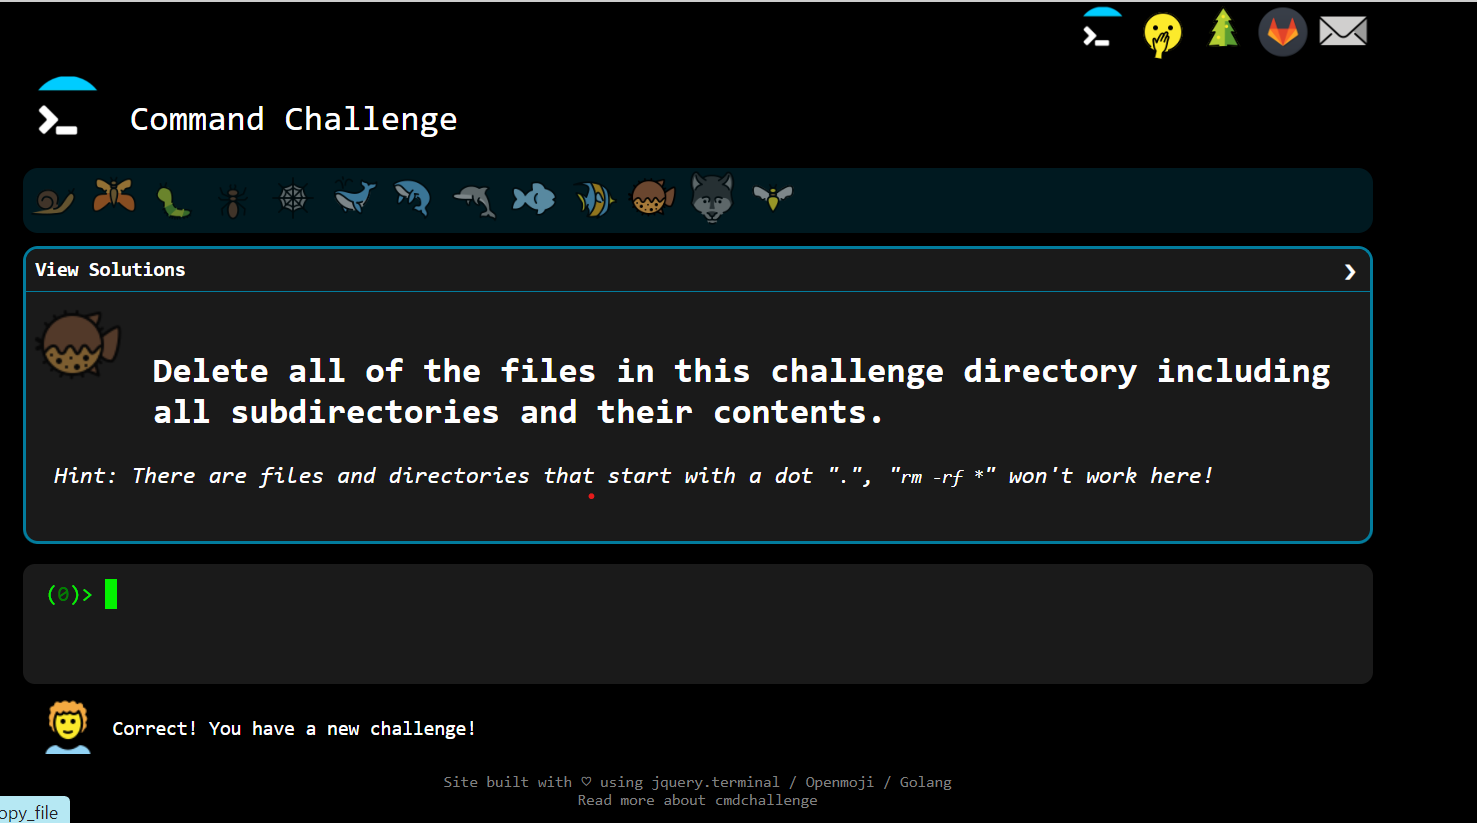 Command Challenge
View Solutions
Delete all of the files in this challenge directory including
all subdirectories and their contents.
Hint: There are files and directories that start with a dot ".", "rm -rf *" won't work here!
(0)>
Correct! You have a new challenge!
Site built with ♡ using jquery.terminal / Openmoji / Golang
Read more about cmdchallenge
opy_file